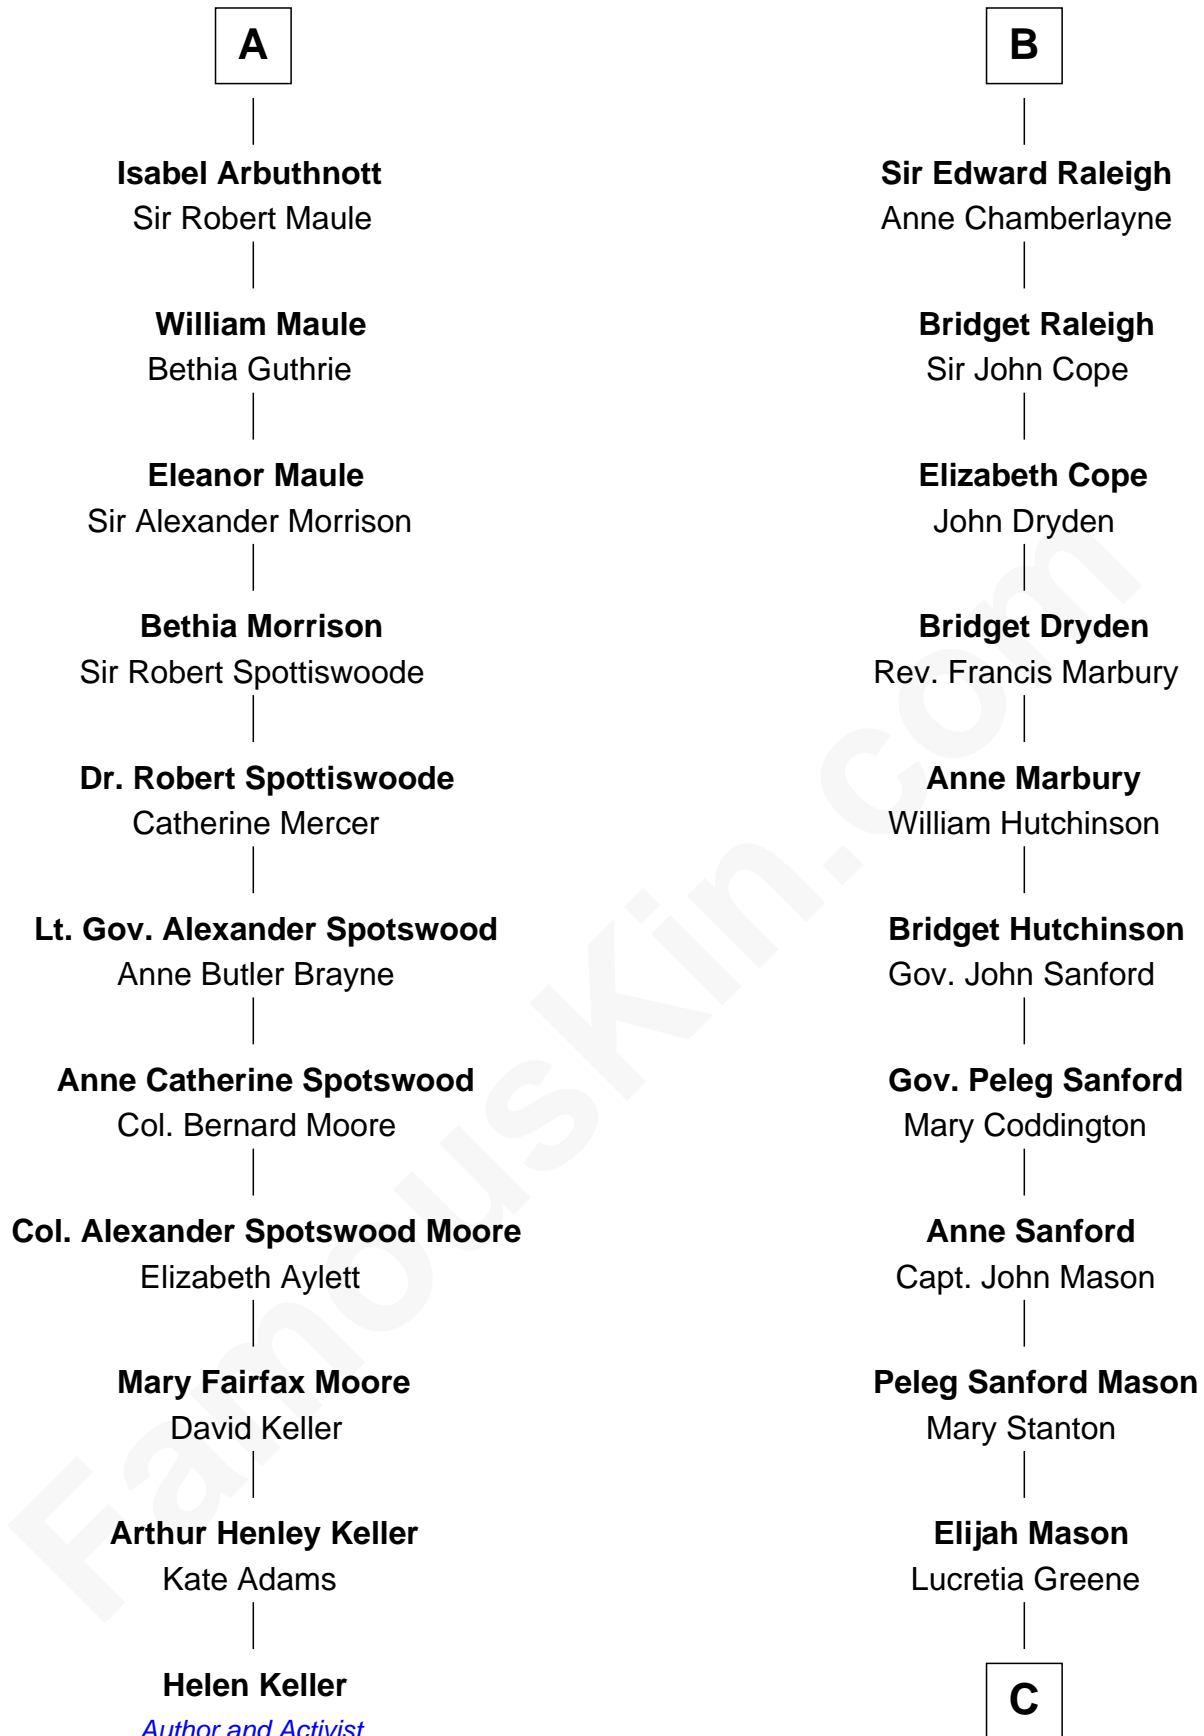 A
Isabel Arbuthnott
Sir Robert Maule
William Maule
Bethia Guthrie
Eleanor Maule
Sir Alexander Morrison
Bethia Morrison
Sir Robert Spottiswoode
Dr. Robert Spottiswoode
Catherine Mercer
Lt. Gov. Alexander Spotswood
Anne Butler Brayne
Anne Catherine Spotswood
Col. Bernard Moore
Col. Alexander Spotswood Moore
Elizabeth Aylett
Mary Fairfax Moore
David Keller
Arthur Henley Keller
Kate Adams
Helen Keller
Author and Activist
B
Sir Edward Raleigh
Anne Chamberlayne
Bridget Raleigh
Sir John Cope
Elizabeth Cope
John Dryden
Bridget Dryden
Rev. Francis Marbury
Anne Marbury
William Hutchinson
Bridget Hutchinson
Gov. John Sanford
Gov. Peleg Sanford
Mary Coddington
Anne Sanford
Capt. John Mason
Peleg Sanford Mason
Mary Stanton
Elijah Mason
Lucretia Greene
C
FamousKin.com